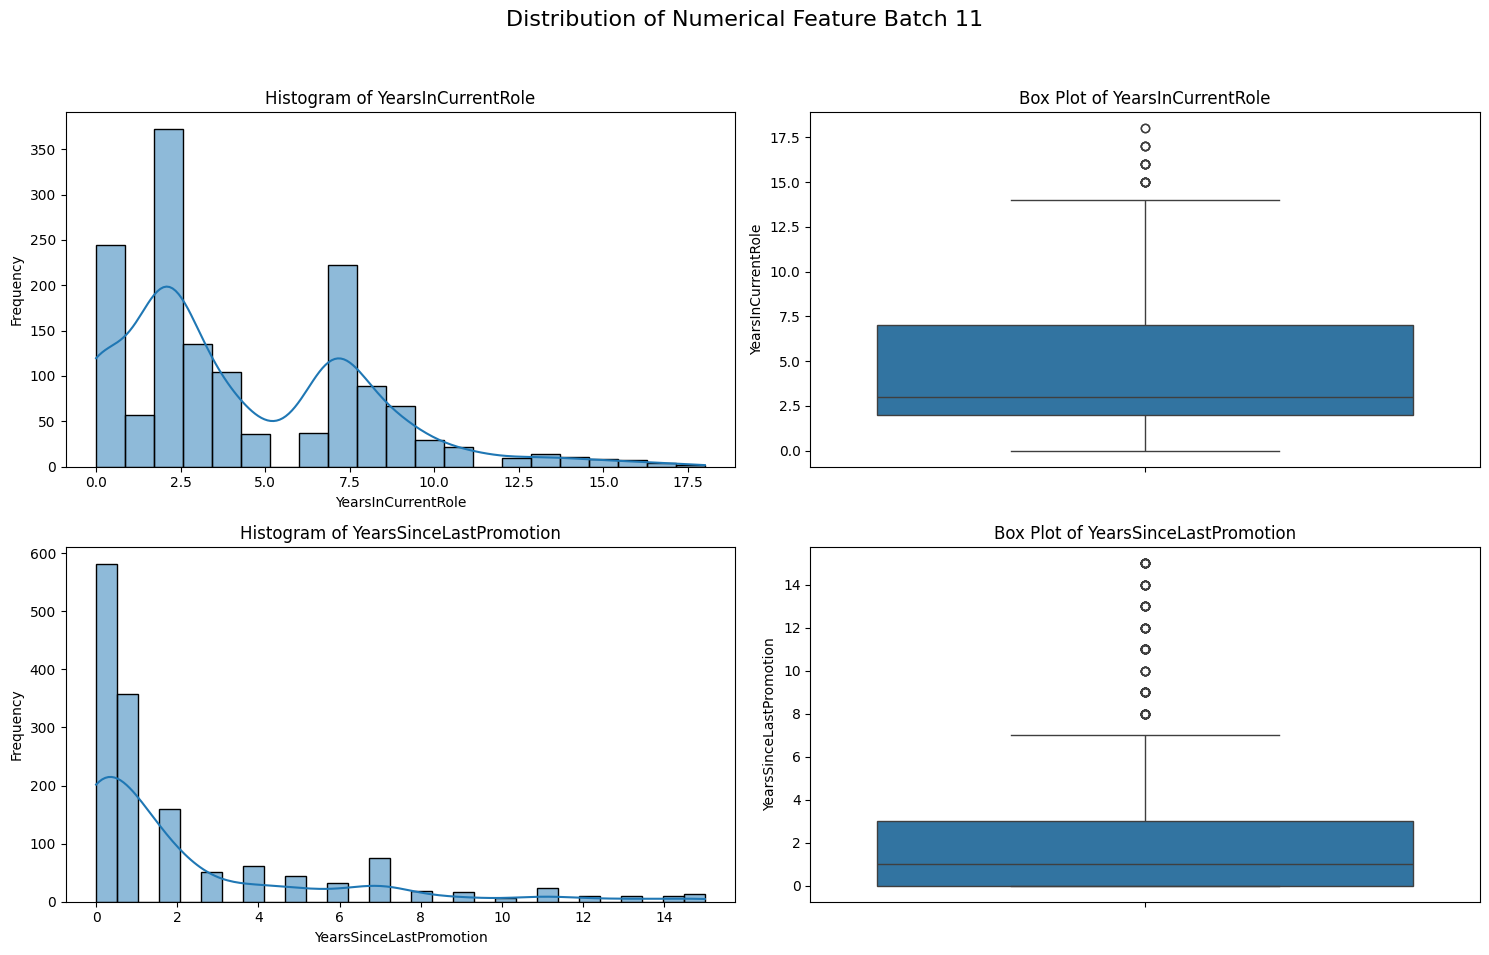 Distribution of Numerical Feature Batch 11
Histogram of YearsInCurrentRole
Frequency
350
300
250
200
150
100
50
0
0.0 2.5 5.0 7.5 10.0 12.5 15.0 17.5
YearsInCurrentRole
Box Plot of YearsInCurrentRole
YearsInCurrentRole
17.5
15.0
12.5
10.0
7.5
5.0
2.5
0.0
Histogram of YearsSinceLastPromotion
Frequency
600
500
400
300
200
100
0
0 2 4 6 8 10 12 14
YearsSinceLastPromotion
Box Plot of YearsSinceLastPromotion
YearsSinceLastPromotion
14
12
10
8
6
4
2
0